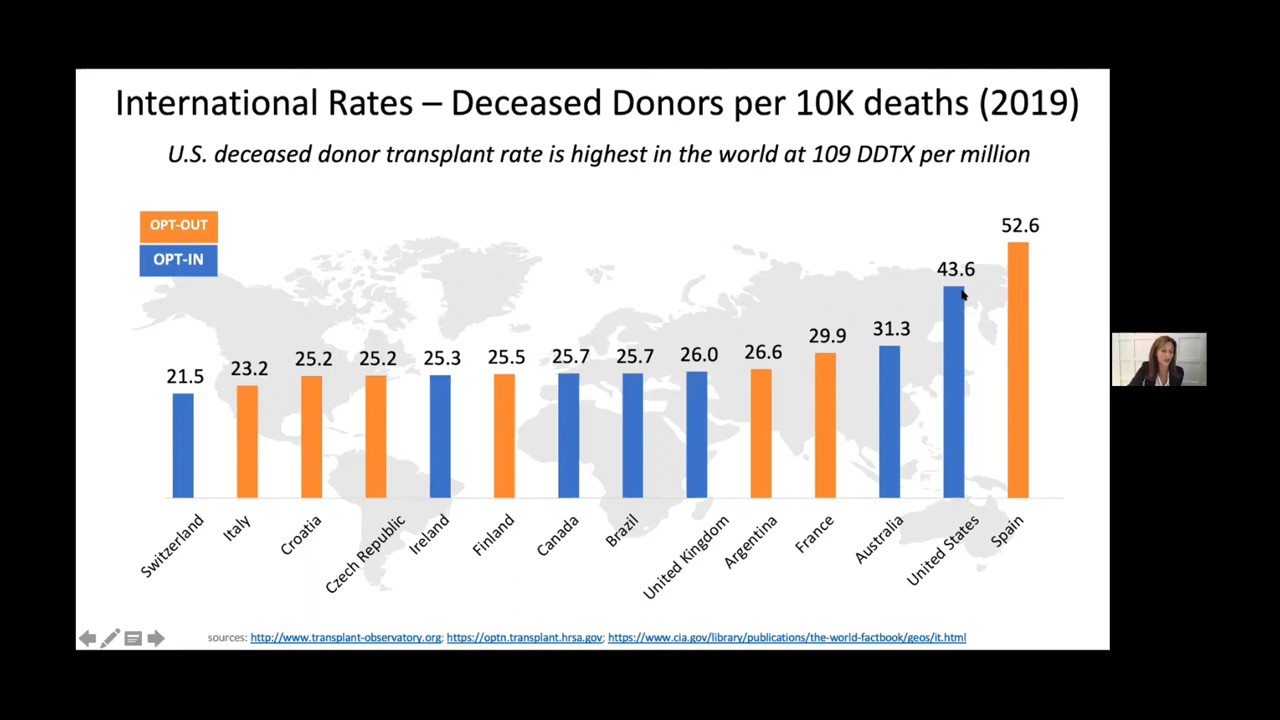 International Rates – Deceased Donors per 10K deaths (2019)
U.S. deceased donor transplant rate is highest in the world at 109 DDTX per million
OPT-OUT
OPT-IN
21.5
23.2
25.2
25.2
25.3
25.5
25.7
25.7
26.0
26.6
29.9
31.3
43.6
52.6
Switzerland
Italy
Croatia
Czech Republic
Ireland
Finland
Canada
Brazil
United Kingdom
Argentina
France
Australia
United States
Spain
sources: http://www.transplant-observatory.org; https://optn.transplant.hrsa.gov; https://www.cia.gov/library/publications/the-world-factbook/geos/it.html